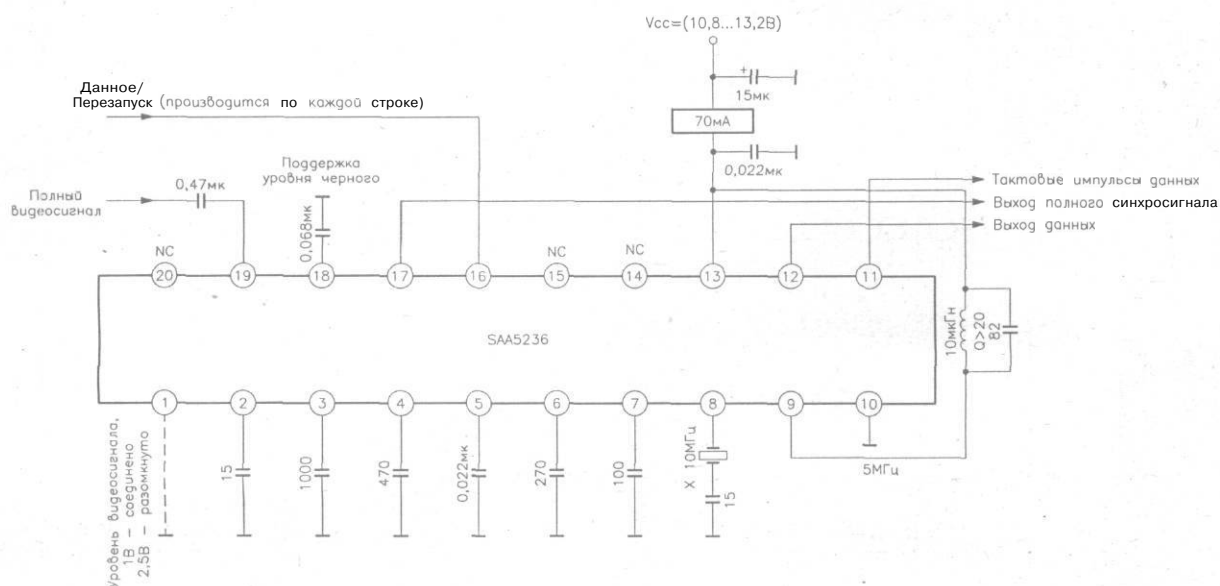 Vcc=(10,8...13,2В)
+
15мк
70мА
0,022мк
Данное/
Перезапуск (производится по каждой строке)
Поддержка
уровня черного
0,47мк
Полный
видеосигнал
0,068мк
Тактовые импульсы данных
Выход полного синхросигнала
Выход данных
NC
NC
NC
20
19
18
17
16
15
14
13
12
11
SAA5236
10мкГн
Q>20
82
1
2
3
4
5
6
7
8
9
10
Уровень видеосигнала,
1В – соединено
2,5В – разомкнуто
15
1000
470
0,022мк
270
100
X 10МГц
15
5МГц